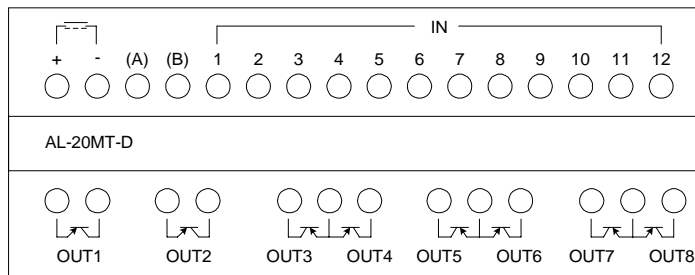 IN
+ - (A) (B) 1 2 3 4 5 6 7 8 9 10 11 12
AL-20MT-D
OUT1 OUT2 OUT3 OUT4 OUT5 OUT6 OUT7 OUT8